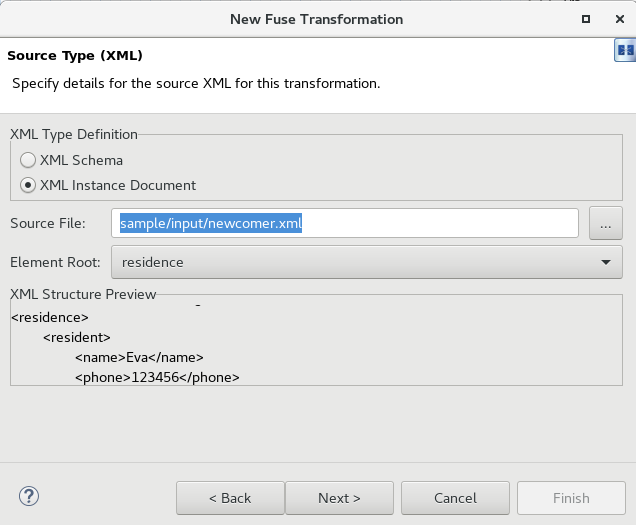 New Fuse Transformation
Source Type (XML)
Specify details for the source XML for this transformation.
XML Type Definition
XML Schema
XML Instance Document
Source File: sample/input/newcomer.xml ...
Element Root: residence
XML Structure Preview
<residence>
<resident>
<name>Eva</name>
<phone>123456</phone>
? < Back Next > Cancel Finish